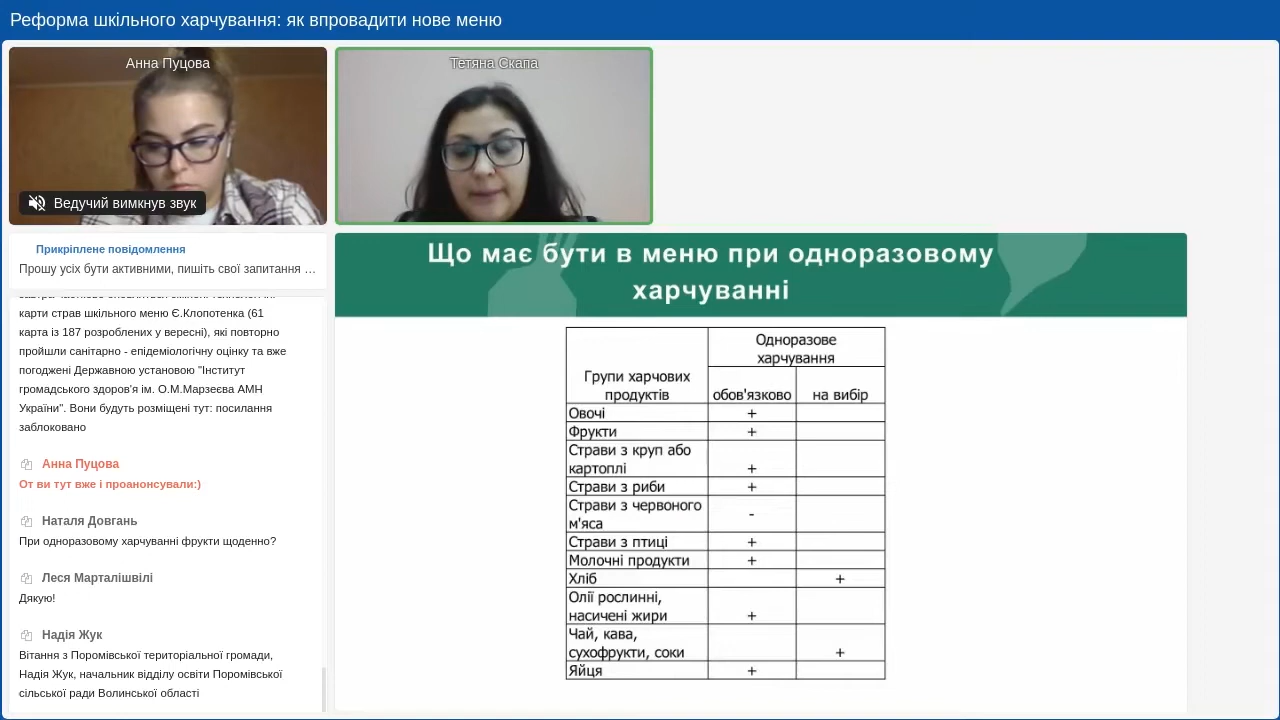 Реформа шкільного харчування: як впровадити нове меню
Анна Пуцова
Ведучий вимкнув звук
Тетяна Скапа
Прикріплене повідомлення
Прошу усіх бути активними, пишіть свої запитання …
карти страв шкільного меню Є.Клопотенка (61
карта із 187 розроблених у вересні), які повторно
пройшли санітарно - епідеміологічну оцінку та вже
погоджені Державною установою "Інститут
громадського здоров'я ім. О.М.Марзеєва АМН
України". Вони будуть розміщені тут: посилання
заблоковано
Анна Пуцова
От ви тут вже і проанонсували:)
Наталя Довгань
При одноразовому харчуванні фрукти щоденно?
Леся Марталішвілі
Дякую!
Надія Жук
Вітання з Поромівської територіальної громади,
Надія Жук, начальник відділу освіти Поромівської
сільської ради Волинської області
Що має бути в меню при одноразовому
харчуванні
Групи харчових
продуктів
Одноразове
харчування
обов'язково на вибір
Овочі +
Фрукти +
Страви з круп або
картоплі +
Страви з риби +
Страви з червоного
м'яса -
Страви з птиці +
Молочні продукти +
Хліб +
Олії рослинні,
насичені жири +
Чай, кава,
сухофрукти, соки +
Яйця +